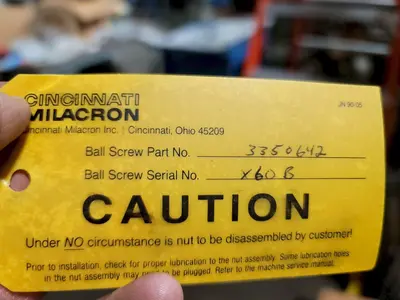 CINCINNATI
MILACRON
JN 90/05
Cincinnati Milacron Inc. Cincinnati, Ohio 45209
Ball Screw Part No. 3350642
Ball Screw Serial No. X60B
CAUTION
Under NO circumstance is nut to be disassembled by customer!
Prior to installation, check for proper lubrication to the nut assembly. Some lubrication holes
in the nut assembly may need to be plugged. Refer to the machine service manual.